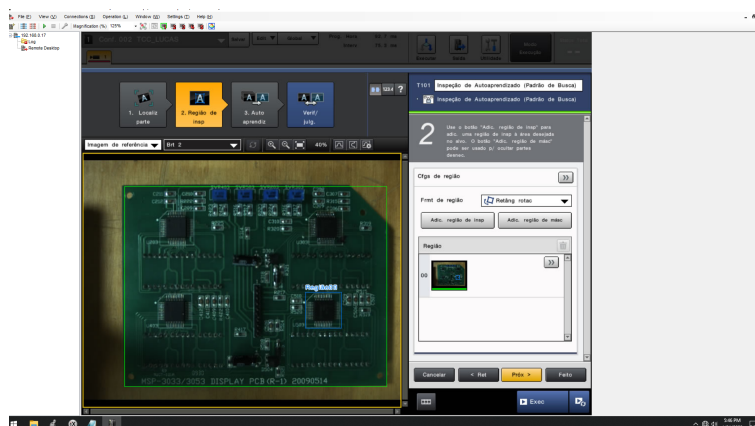 File (F) View (V) Connections (S) Operation (L) Window (W) Settings (T) Help (H)
Magnification (%) 125%
192.168.0.17
Log
Remote Desktop
T101 Inspeção de Autoaprendizado (Padrão de Busca)
Inspeção de Autoaprendizado (Padrão de Busca)
1. Localiz parte
2. Região de insp
3. Auto aprendiz
Verif/ julg.
2
Use o botão "Adic. região de insp" para
adic. uma região de insp à área desejada
no alvo. O botão "Adic. região de másc"
pode ser usado p/ ocultar partes
desnec.
Imagem de referência
Brt 2
40%
Cfgs de região
Frmt de região
Retâng rotac
Adic. região de insp
Adic. região de másc
Região
00
Região00
MSP-3033/3053 DISPLAY PCB(R-1) 20090514
Cancelar
< Ret
Próx >
Feito
Exec
5:46 PM